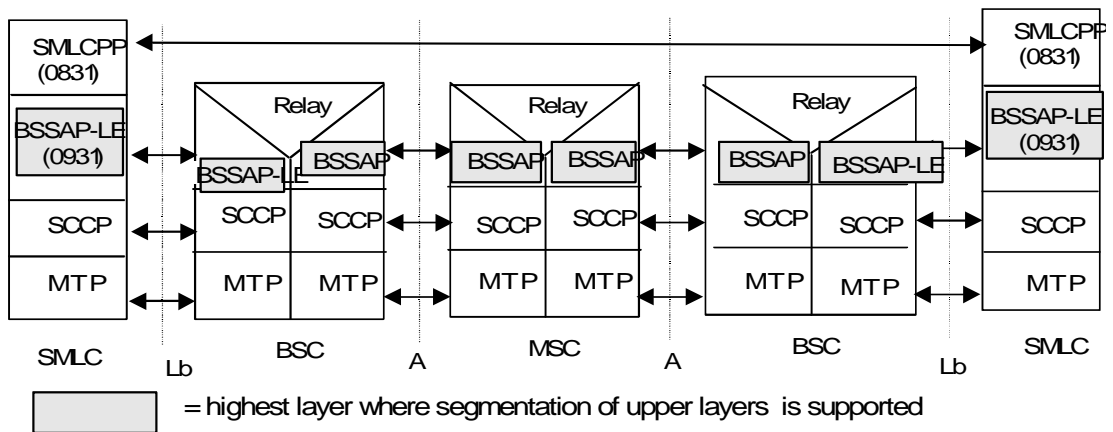 SMLCPP
(0831)
BSSAP-LE
(0931)
SCCP
MTP
SMLC
Lb
Relay
BSSAP-LE
BSSAP
SCCP
SCCP
MTP
MTP
BSC
A
Relay
BSSAP
BSSAP
SCCP
SCCP
MTP
MTP
MSC
A
Relay
BSSAP
BSSAP-LE
SCCP
SCCP
MTP
MTP
BSC
Lb
SMLCPP
(0831)
BSSAP-LE
(0931)
SCCP
MTP
SMLC
= highest layer where segmentation of upper layers is supported